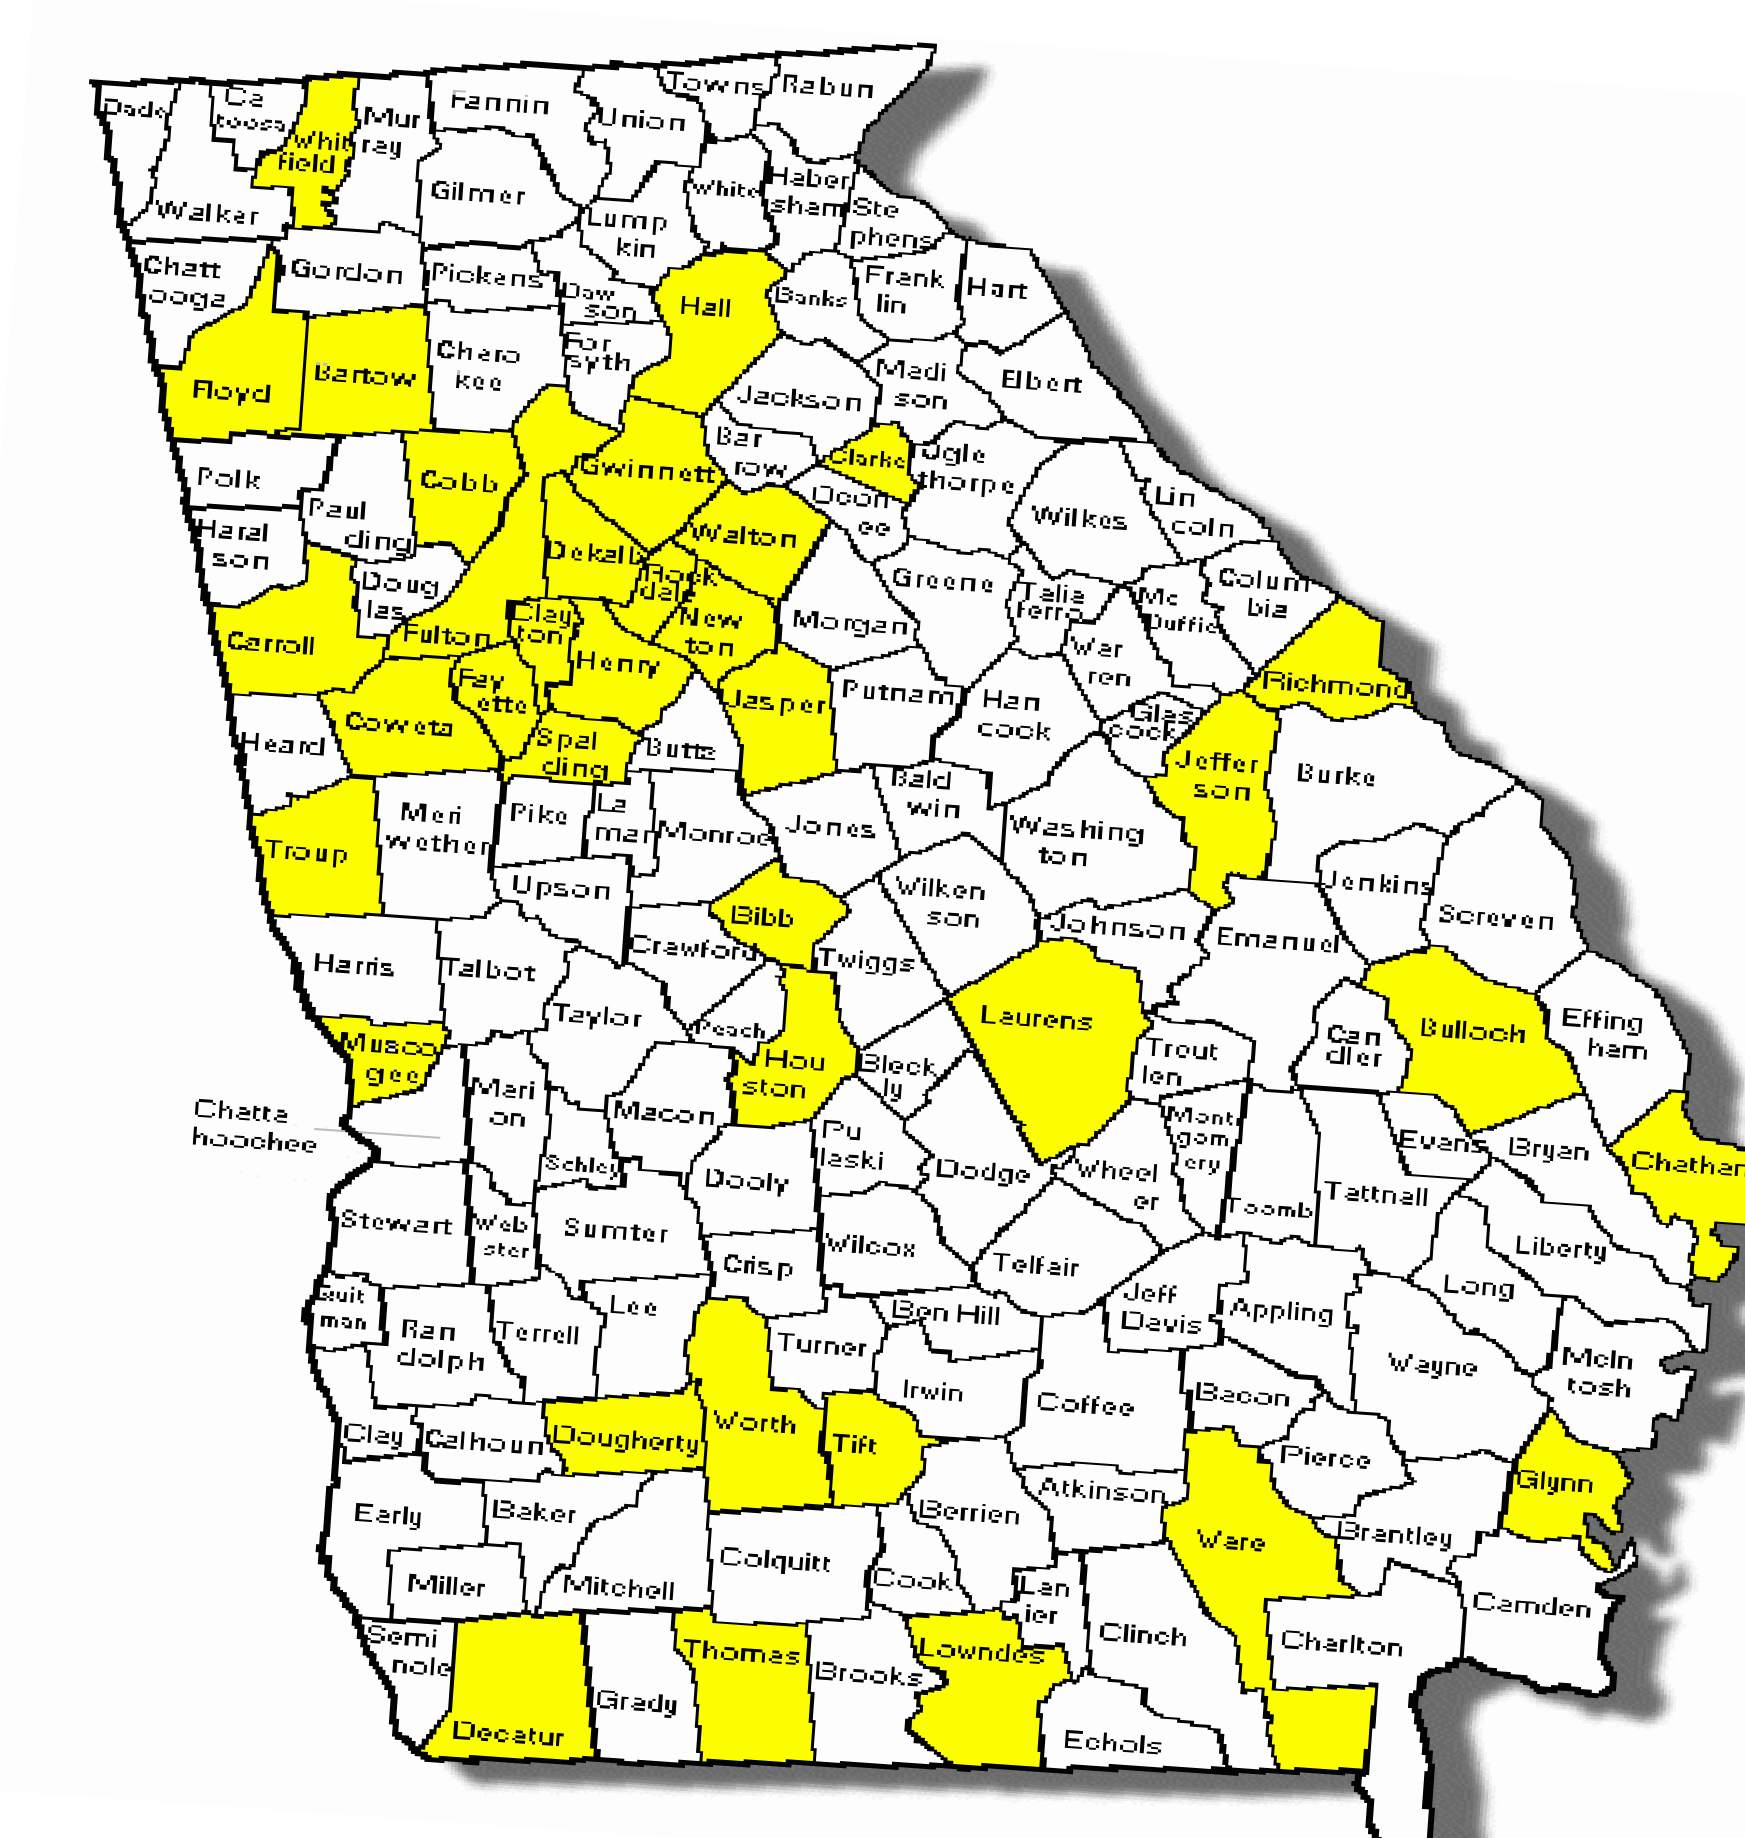 Dade
Ca
toosa
Whit
field
Mur
ray
Fannin
Union
Towns
Rabun
Walker
Gilmer
Lump
kin
White
Haber
sham
Ste
phens
Chatt
ooga
Gordon
Pickens
Daw
son
Hall
Banks
Frank
lin
Hart
Floyd
Bartow
Chero
kee
For
syth
Jackson
Madi
son
Elbert
Polk
Paul
ding
Cobb
Gwinnett
Bar
row
Clarke
Ogle
thorpe
Ocon
ee
Wilkes
Lin
coln
Haral
son
Doug
las
Dekalb
Rock
dale
Walton
Morgan
Greene
Talia
ferro
Mc
Duffie
Colum
bia
Carroll
Fulton
Clay
ton
Henry
New
ton
War
ren
Richmond
Heard
Coweta
Fay
ette
Spal
ding
Butts
Jasper
Putnam
Han
cock
Glas
cock
Jeffer
son
Burke
Troup
Meri
wether
Pike
La
mar
Monroe
Jones
Bald
win
Washing
ton
Jenkins
Screven
Upson
Bibb
Wilken
son
Johnson
Emanuel
Harris
Talbot
Crawford
Twiggs
Laurens
Bulloch
Effing
ham
Musco
gee
Taylor
Peach
Hou
ston
Bleck
ly
Trout
len
Can
dler
Chatta
hoochee
Mari
on
Macon
Pu
laski
Dodge
Wheel
er
Mont
gom
ery
Toomb
Tattnall
Evans
Bryan
Chathar
Schley
Dooly
Stewart
Web
ster
Sumter
Crisp
Wilcox
Telfair
Jeff
Davis
Appling
Long
Liberty
Quit
man
Ran
dolph
Terrell
Lee
Turner
Ben Hill
Irwin
Coffee
Bacon
Wayne
McIn
tosh
Clay
Calhoun
Dougherty
Worth
Tift
Pierce
Glynn
Early
Baker
Berrien
Atkinson
Ware
Brantley
Miller
Mitchell
Colquitt
Cook
Lan
ier
Clinch
Charlton
Camden
Semi
nole
Decatur
Grady
Thomas
Brooks
Lowndes
Echols